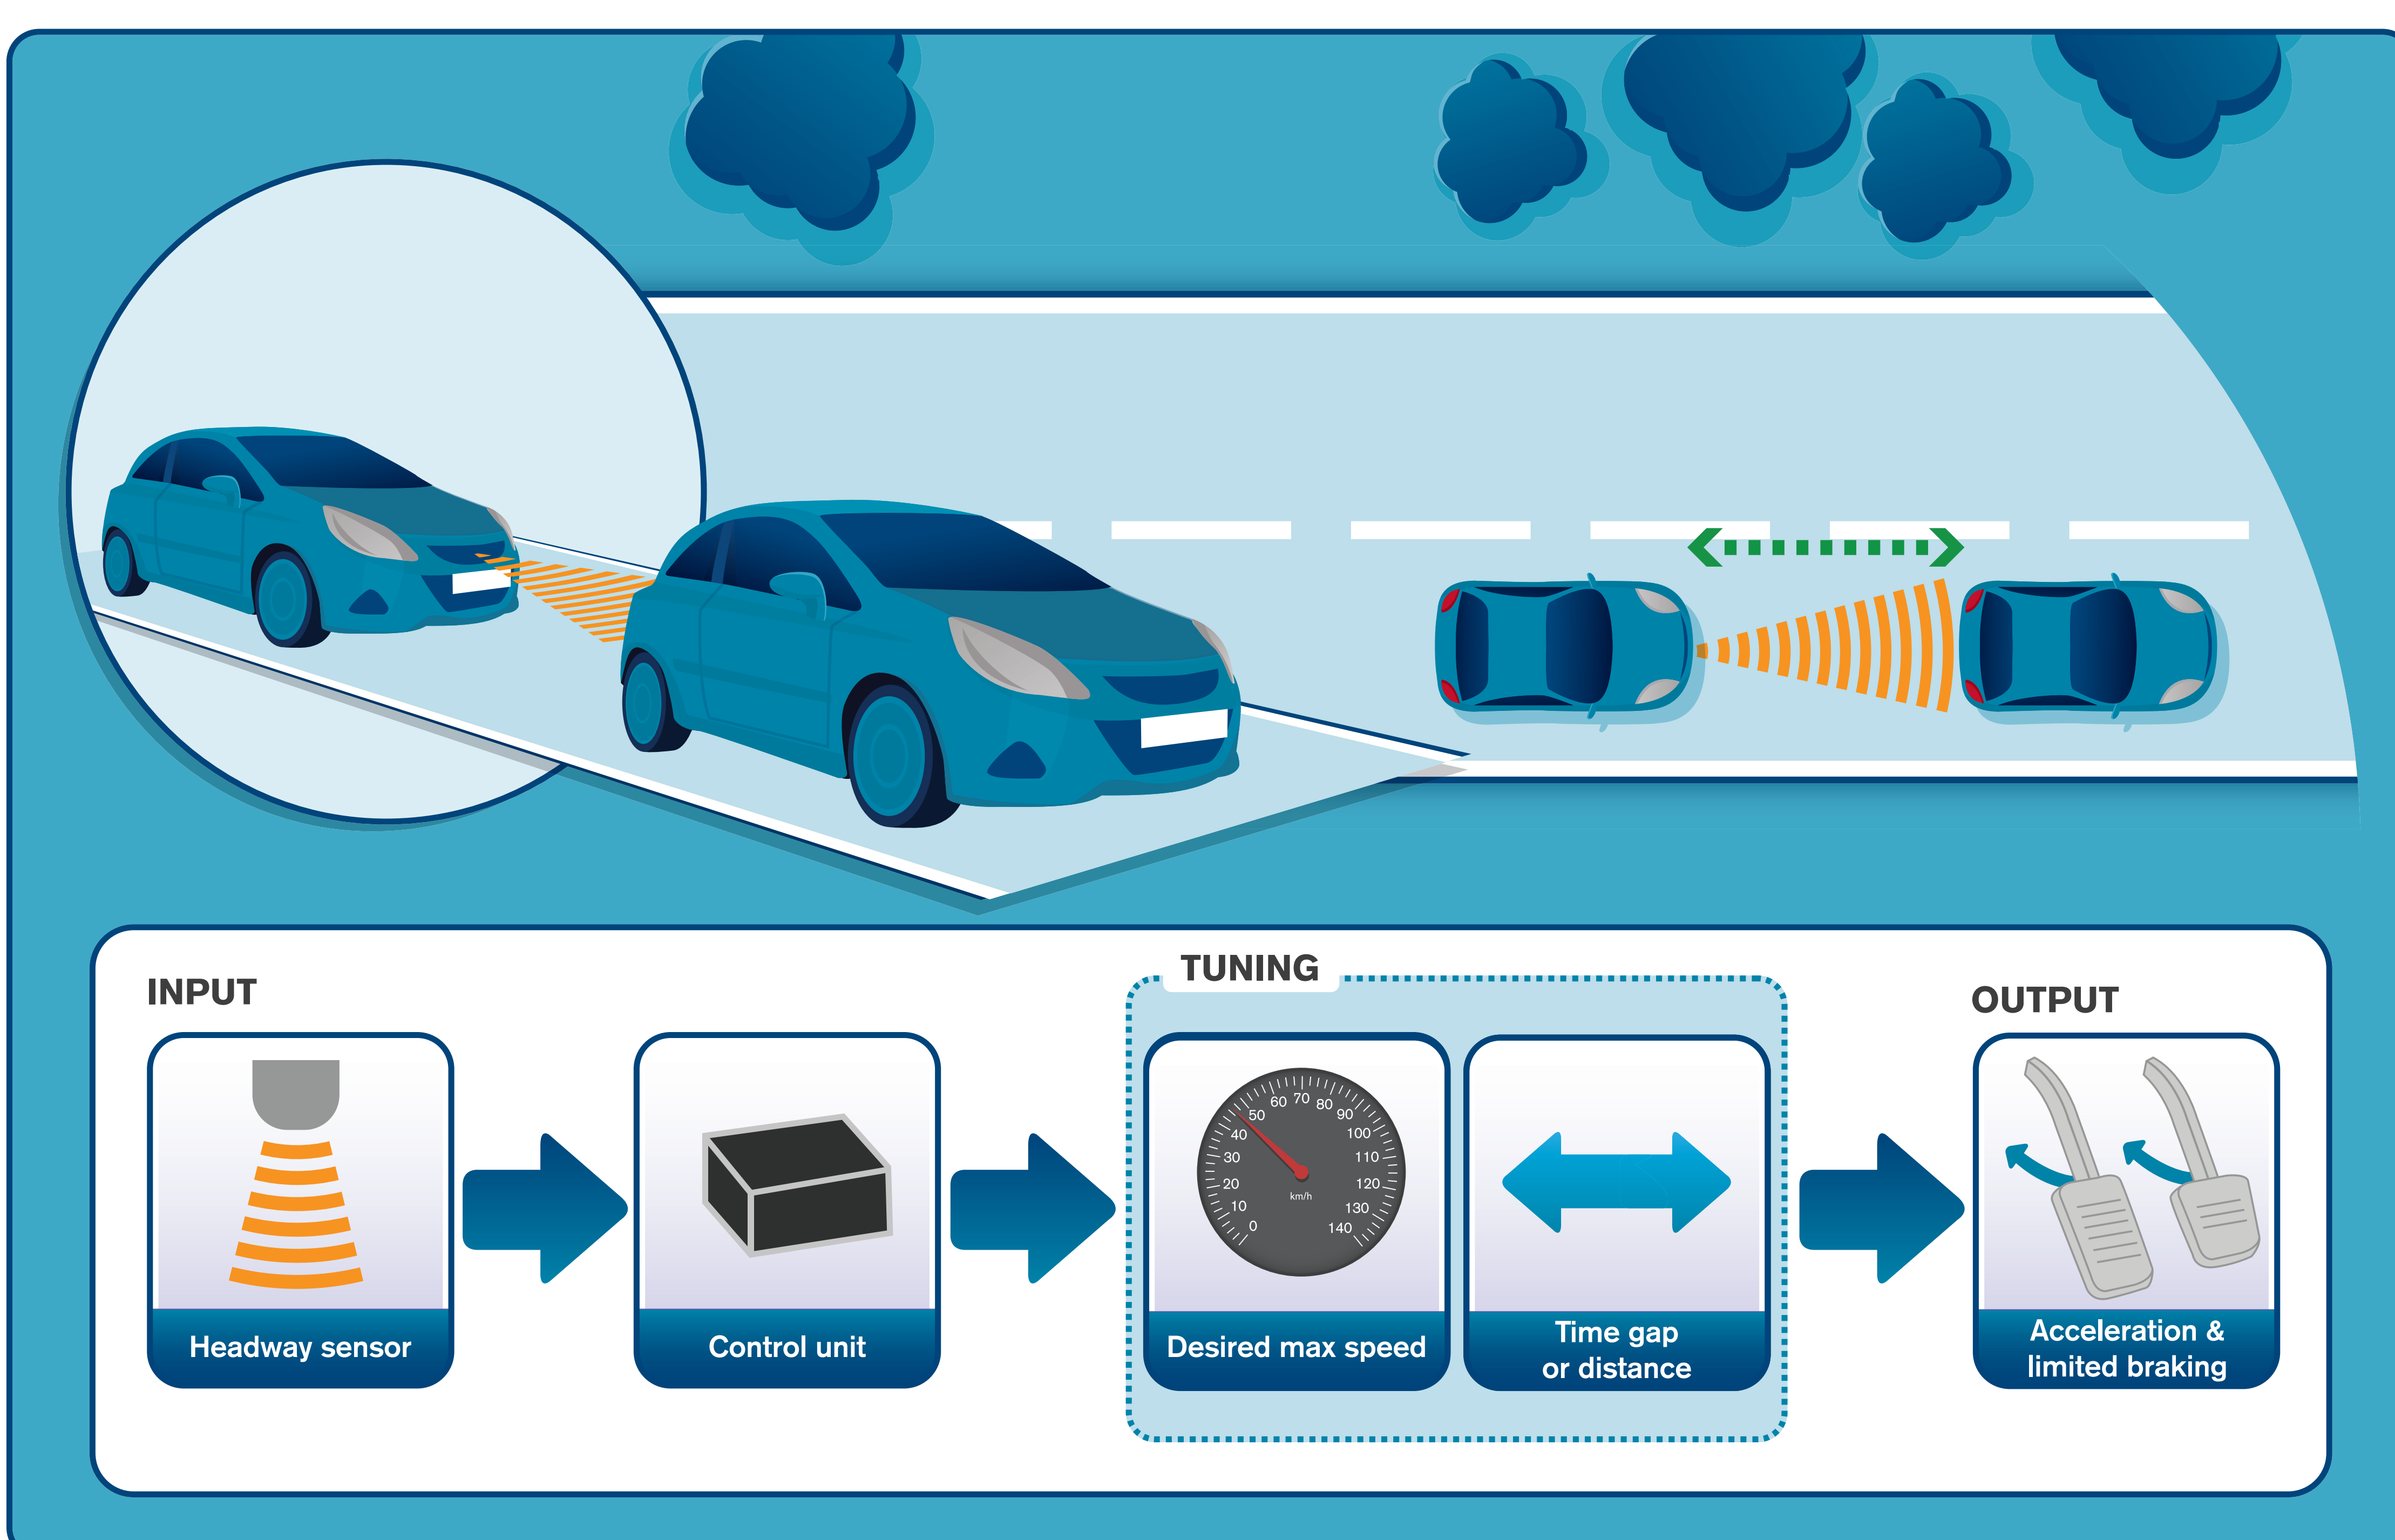 INPUT
TUNING
OUTPUT
0
10
20
30
40
50
60
70
80
90
100
110
120
130
140
km/h
Headway sensor
Control unit
Desired max speed
Time gap
or distance
Acceleration &
limited braking